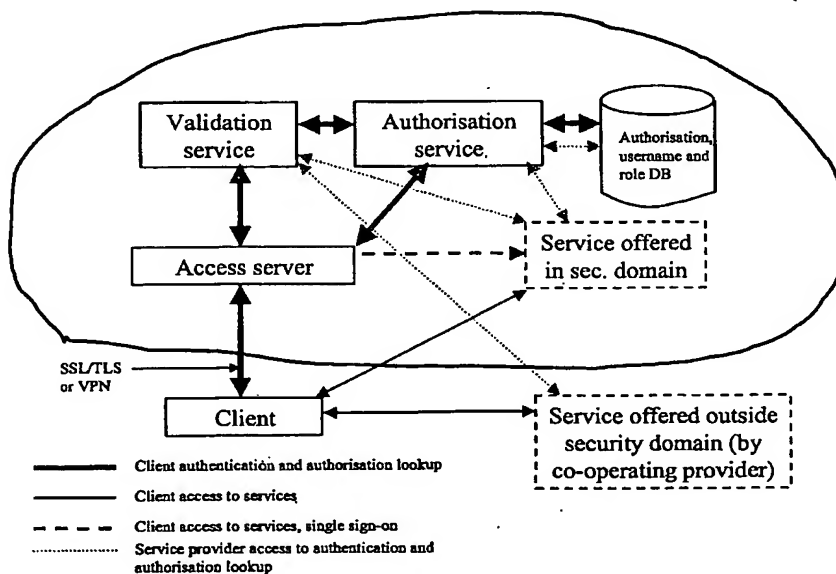 Validation
service
Authorisation
service.
Authorisation,
username and
role DB
Access server
Service offered
in sec. domain
SSL/TLS
or VPN
Client
Service offered outside
security domain (by
co-operating provider)
Client authentication and authorisation lookup
Client access to services
Client access to services, single sign-on
Service provider access to authentication and
authorisation lookup